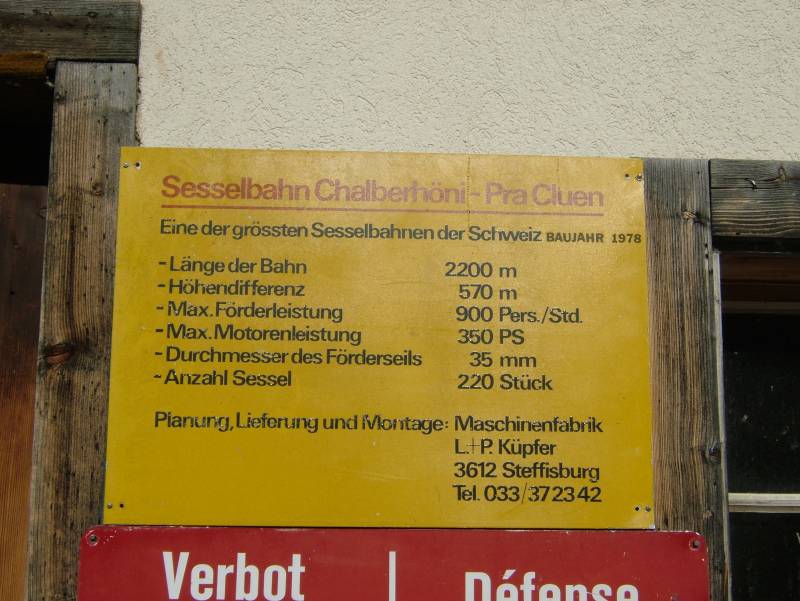 Sesselbahn Chalberhöni - Pra Cluen
Eine der grössten Sesselbahnen der Schweiz BAUJAHR 1978
- Länge der Bahn 2200 m
- Höhendifferenz 570 m
- Max. Förderleistung 900 Pers./Std.
- Max. Motorenleistung 350 PS
- Durchmesser des Förderseils 35 mm
- Anzahl Sessel 220 Stück
Planung, Lieferung und Montage: Maschinenfabrik
L.+P. Küpfer
3612 Steffisburg
Tel. 033/37 23 42
Verbot | Défense